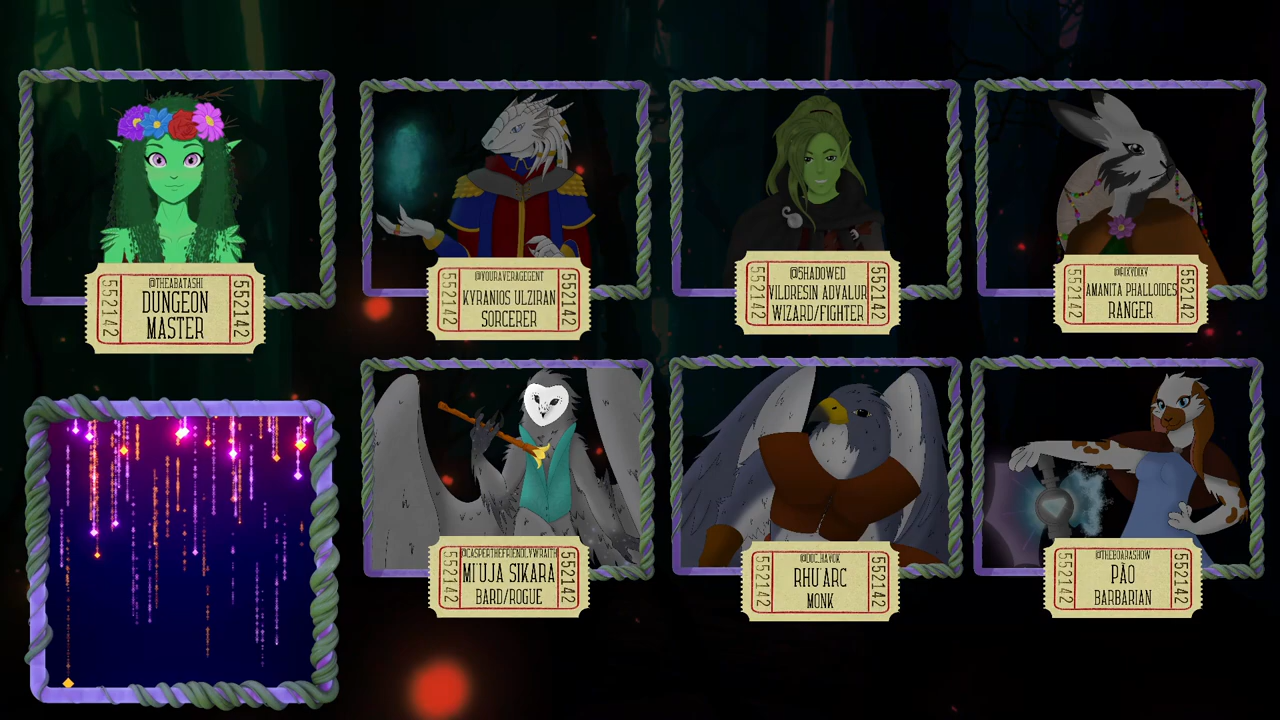 @THEABATASHI
DUNGEON
MASTER
552142
552142
@YOURAVERAGEGENT
KYRANIOS ULZIRAN
SORCERER
552142
552142
@SHADOWED
VILDRESIN ADVALUR
WIZARD/FIGHTER
552142
552142
AMANITA PHALLOIDES
RANGER
552142
552142
@CASPERTHEFRIENDLYWRAITH
MI'UJA SIKARA
BARD/ROGUE
552142
552142
@DOC_HAVOK
RHU'ARC
MONK
552142
552142
@THEBOABASHOW
PÃO
BARBARIAN
552142
552142